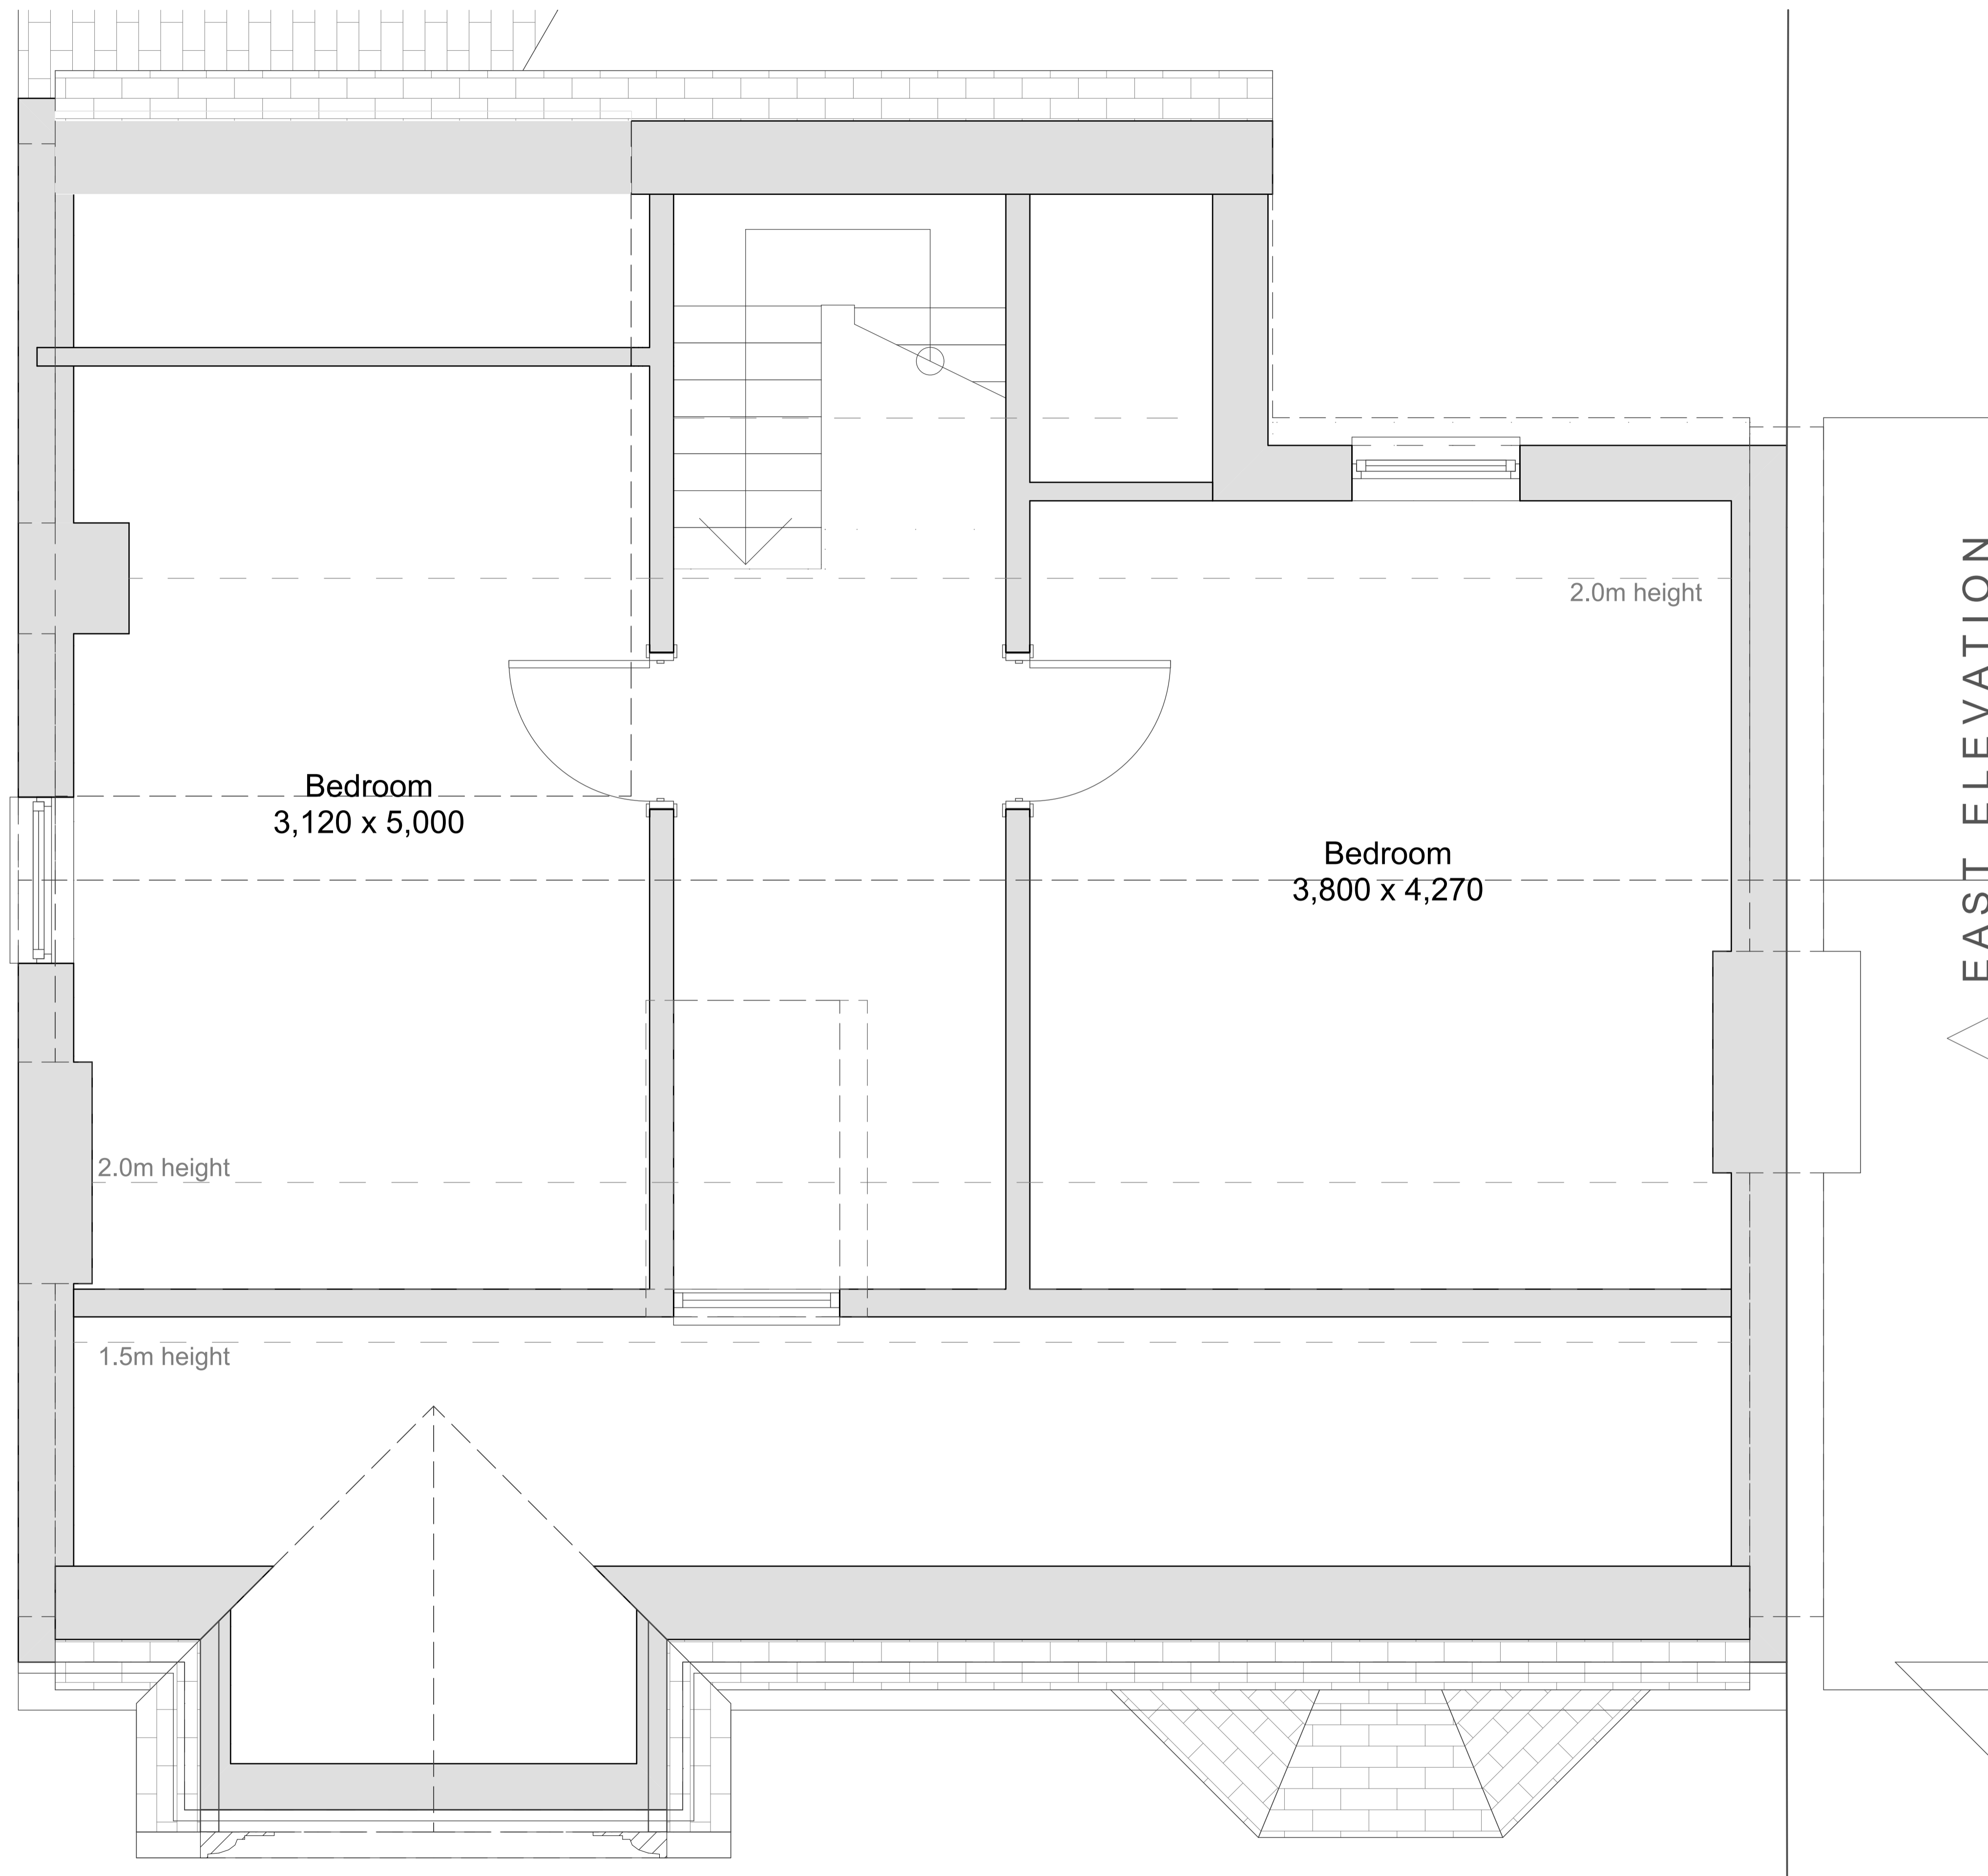 2.0m height
EAST ELEVATION
Bedroom
3,120 x 5,000
Bedroom
3,800 x 4,270
2.0m height
1.5m height